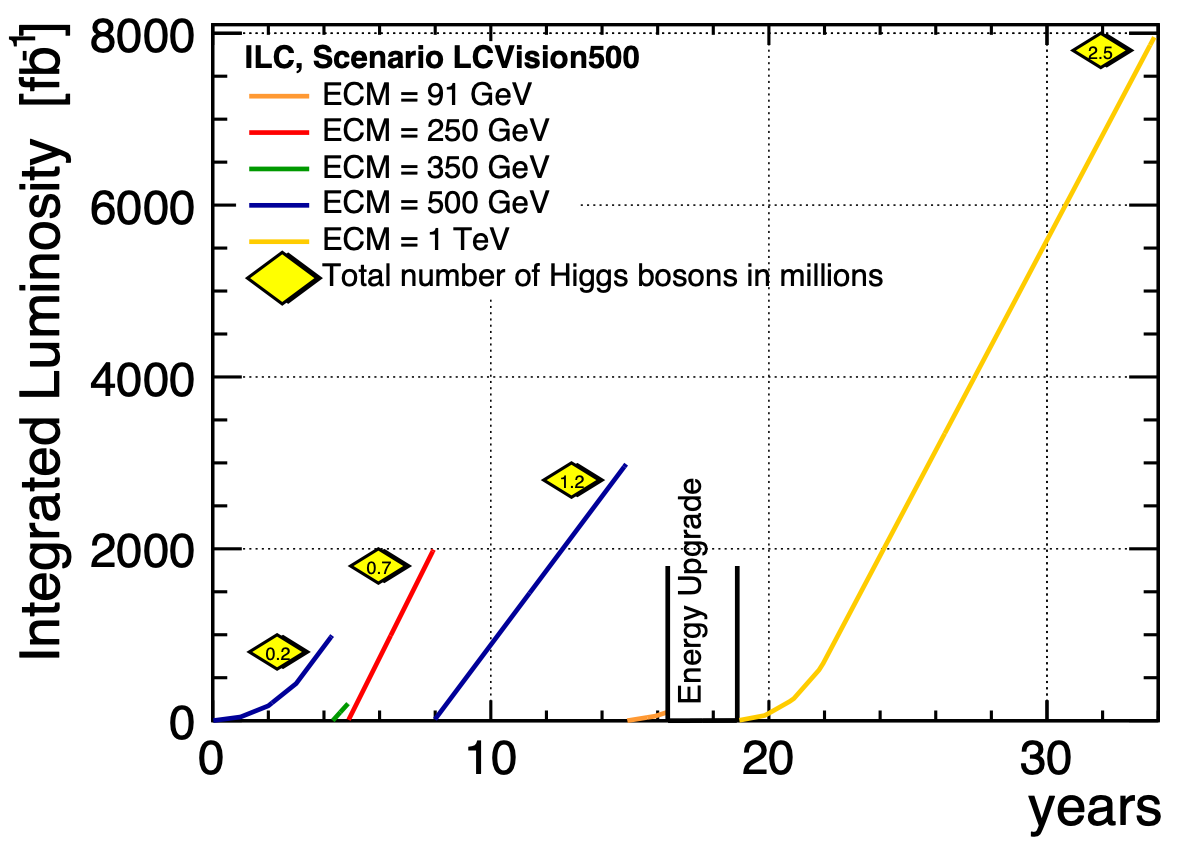 Integrated Luminosity [fb-1]
8000
6000
4000
2000
0
ILC, Scenario LCVision500
ECM = 91 GeV
ECM = 250 GeV
ECM = 350 GeV
ECM = 500 GeV
ECM = 1 TeV
Total number of Higgs bosons in millions
2.5
1.2
0.7
0.2
Energy Upgrade
0 10 20 30
years